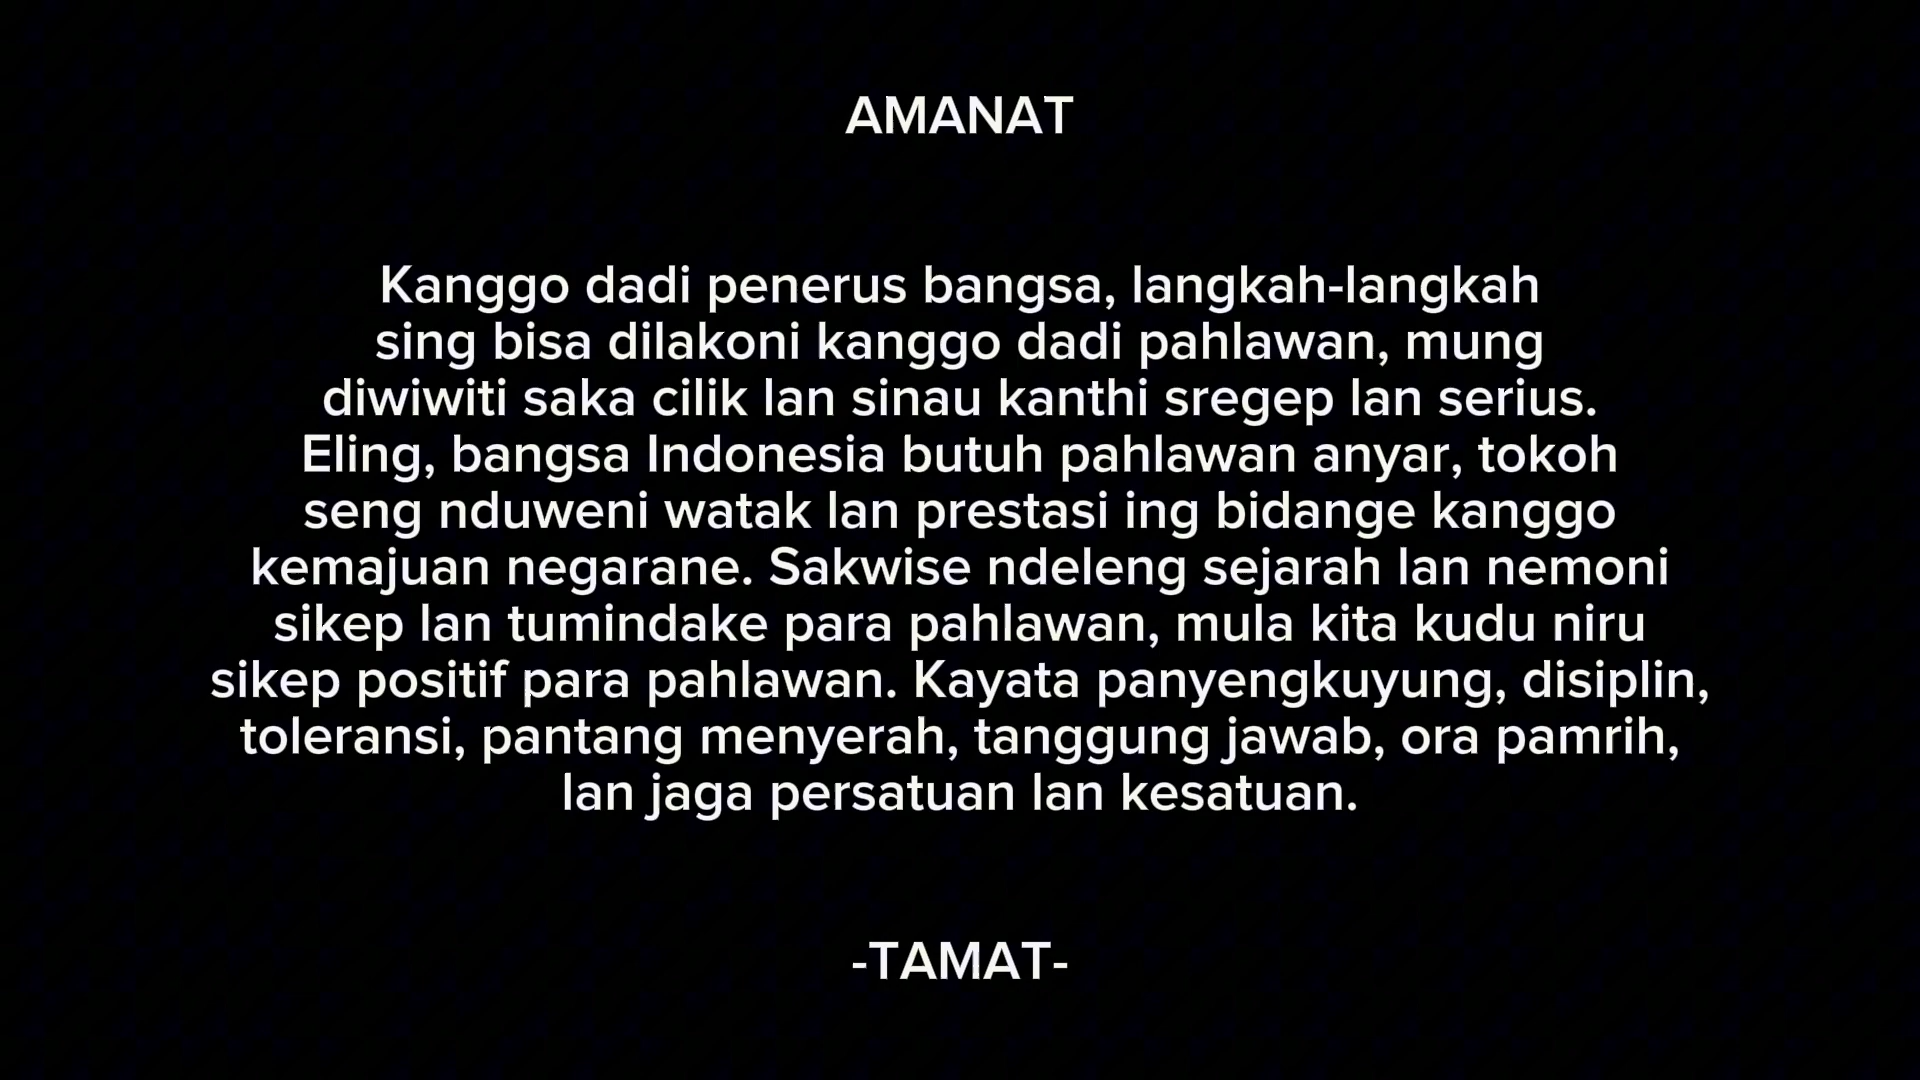 AMANAT
Kanggo dadi penerus bangsa, langkah-langkah
sing bisa dilakoni kanggo dadi pahlawan, mung
diwiwiti saka cilik lan sinau kanthi sregep lan serius.
Eling, bangsa Indonesia butuh pahlawan anyar, tokoh
seng nduweni watak lan prestasi ing bidange kanggo
kemajuan negarane. Sakwise ndeleng sejarah lan nemoni
sikep lan tumindake para pahlawan, mula kita kudu niru
sikep positif para pahlawan. Kayata panyengkuyung, disiplin,
toleransi, pantang menyerah, tanggung jawab, ora pamrih,
lan jaga persatuan lan kesatuan.
-TAMAT-